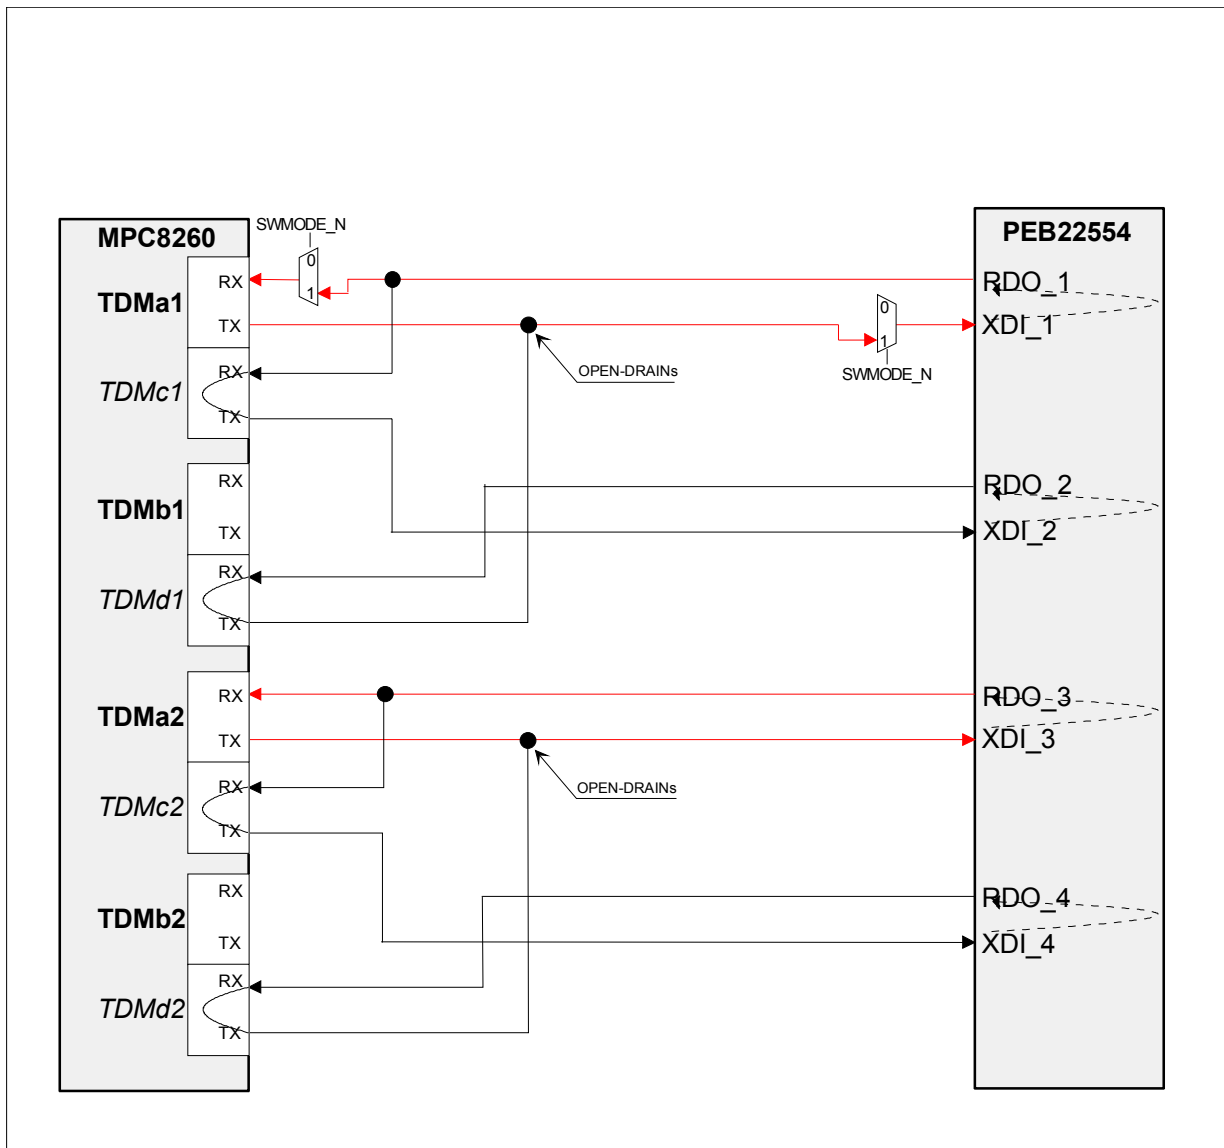 SWMODE_N
MPC8260
PEB22554
0
RX
RDO_1
1
TDMa1
0
TX
XDI_1
1
RX
OPEN-DRAINs
SWMODE_N
TDMc1
TX
RX
RDO_2
TDMb1
TX
XDI_2
RX
TDMd1
TX
RX
RDO_3
TDMa2
TX
XDI_3
RX
OPEN-DRAINs
TDMc2
TX
RX
RDO_4
TDMb2
TX
XDI_4
RX
TDMd2
TX